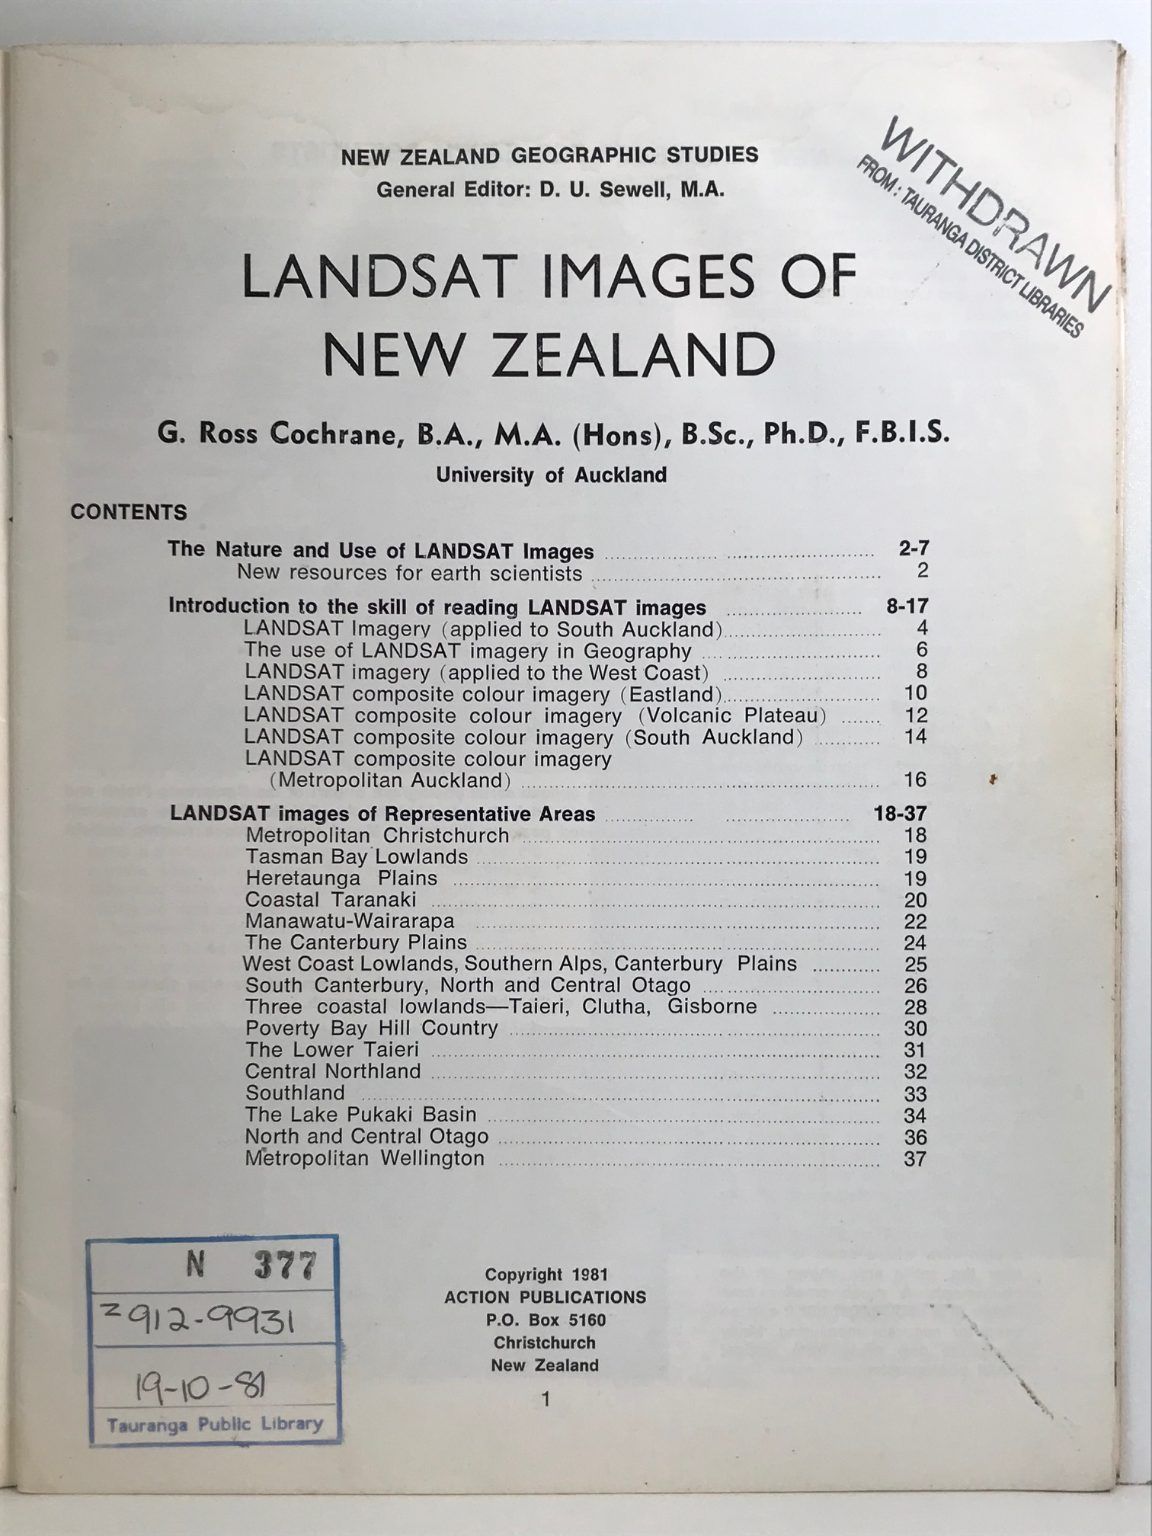 NEW ZEALAND GEOGRAPHIC STUDIES
General Editor: D. U. Sewell, M.A.
WITHDRAWN
FROM: TAURANGA DISTRICT LIBRARIES
LANDSAT IMAGES OF
NEW ZEALAND
G. Ross Cochrane, B.A., M.A. (Hons), B.Sc., Ph.D., F.B.I.S.
University of Auckland
CONTENTS
The Nature and Use of LANDSAT Images 2-7
New resources for earth scientists 2
Introduction to the skill of reading LANDSAT images 8-17
LANDSAT Imagery (applied to South Auckland) 4
The use of LANDSAT imagery in Geography 6
LANDSAT imagery (applied to the West Coast) 8
LANDSAT composite colour imagery (Eastland) 10
LANDSAT composite colour imagery (Volcanic Plateau) 12
LANDSAT composite colour imagery (South Auckland) 14
LANDSAT composite colour imagery
(Metropolitan Auckland) 16
LANDSAT images of Representative Areas 18-37
Metropolitan Christchurch 18
Tasman Bay Lowlands 19
Heretaunga Plains 19
Coastal Taranaki 20
Manawatu-Wairarapa 22
The Canterbury Plains 24
West Coast Lowlands, Southern Alps, Canterbury Plains 25
South Canterbury, North and Central Otago 26
Three coastal lowlands—Taieri, Clutha, Gisborne 28
Poverty Bay Hill Country 30
The Lower Taieri 31
Central Northland 32
Southland 33
The Lake Pukaki Basin 34
North and Central Otago 36
Metropolitan Wellington 37
N 377
z912-9931
19-10-81
Tauranga Public Library
Copyright 1981
ACTION PUBLICATIONS
P.O. Box 5160
Christchurch
New Zealand
1